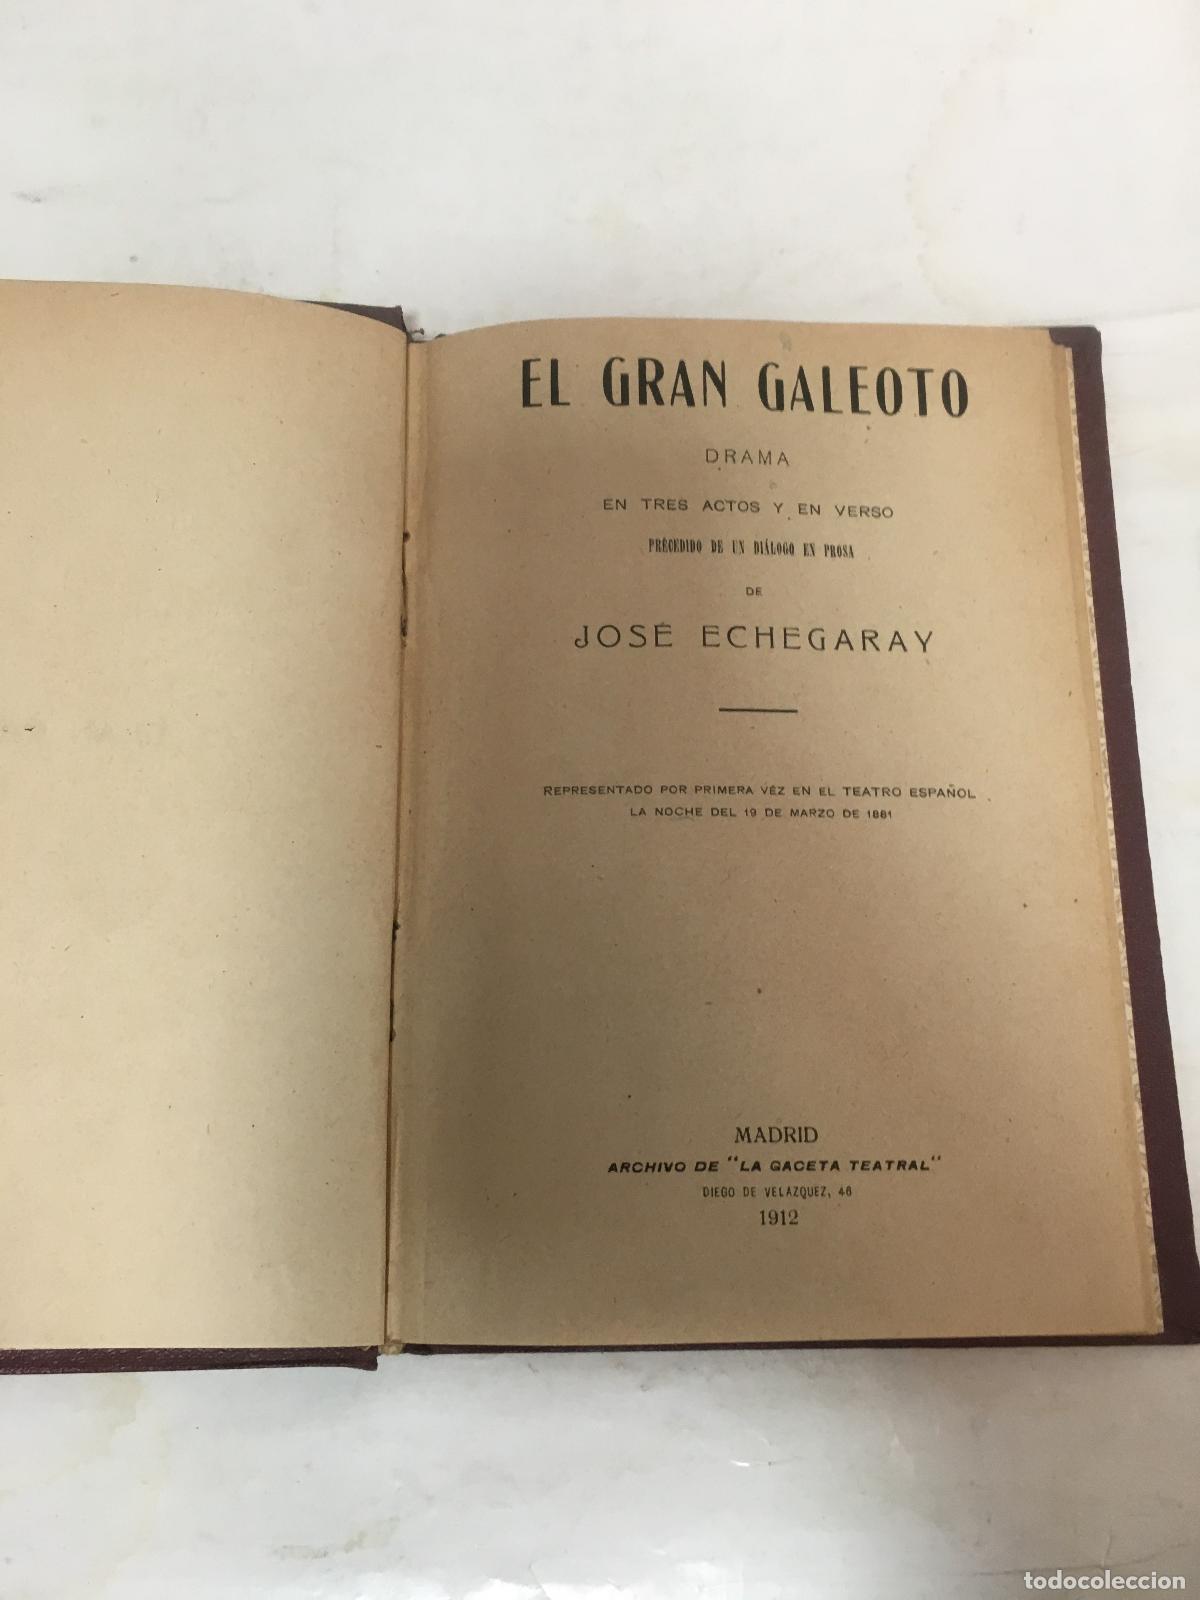 EL GRAN GALEOTO
DRAMA
EN TRES ACTOS Y EN VERSO
PRECEDIDO DE UN DIÁLOGO EN PROSA
DE
JOSÉ ECHEGARAY
REPRESENTADO POR PRIMERA VÉZ EN EL TEATRO ESPAÑOL
LA NOCHE DEL 19 DE MARZO DE 1881
MADRID
ARCHIVO DE "LA GACETA TEATRAL"
DIEGO DE VELAZQUEZ, 46
1912
todocoleccion